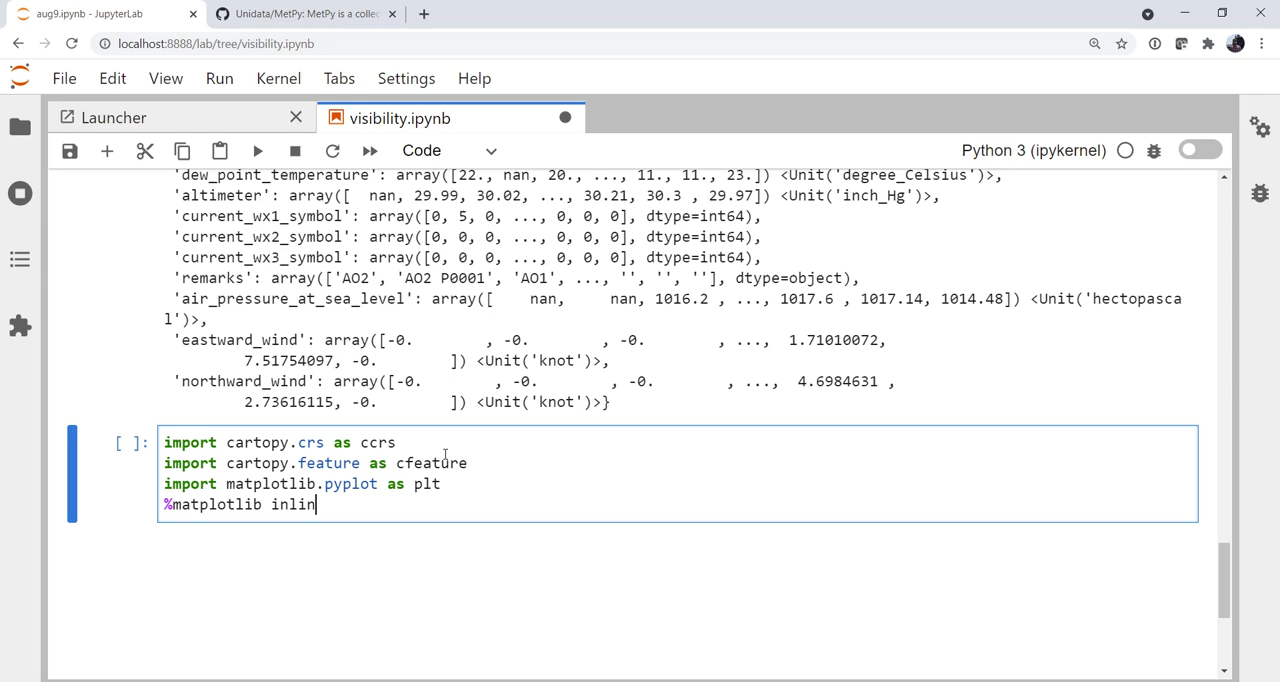 aug9.ipynb - JupyterLab
Unidata/MetPy: MetPy is a collec
localhost:8888/lab/tree/visibility.ipynb
File Edit View Run Kernel Tabs Settings Help
Launcher
visibility.ipynb
Code
Python 3 (ipykernel)
'dew_point_temperature': array([22., nan, 20., ..., 11., 11., 23.]) <Unit('degree_Celsius')>,
'altimeter': array([ nan, 29.99, 30.02, ..., 30.21, 30.3 , 29.97]) <Unit('inch_Hg')>,
'current_wx1_symbol': array([0, 5, 0, ..., 0, 0, 0], dtype=int64),
'current_wx2_symbol': array([0, 0, 0, ..., 0, 0, 0], dtype=int64),
'current_wx3_symbol': array([0, 0, 0, ..., 0, 0, 0], dtype=int64),
'remarks': array(['AO2', 'AO2 P0001', 'AO1', ..., '', '', ''], dtype=object),
'air_pressure_at_sea_level': array([ nan, nan, 1016.2 , ..., 1017.6 , 1017.14, 1014.48]) <Unit('hectopasca
l')>,
'eastward_wind': array([-0. , -0. , -0. , ..., 1.71010072,
7.51754097, -0. ]) <Unit('knot')>,
'northward_wind': array([-0. , -0. , -0. , ..., 4.6984631 ,
2.73616115, -0. ]) <Unit('knot')>}
[ ]: import cartopy.crs as ccrs
import cartopy.feature as cfeature
import matplotlib.pyplot as plt
%matplotlib inlin